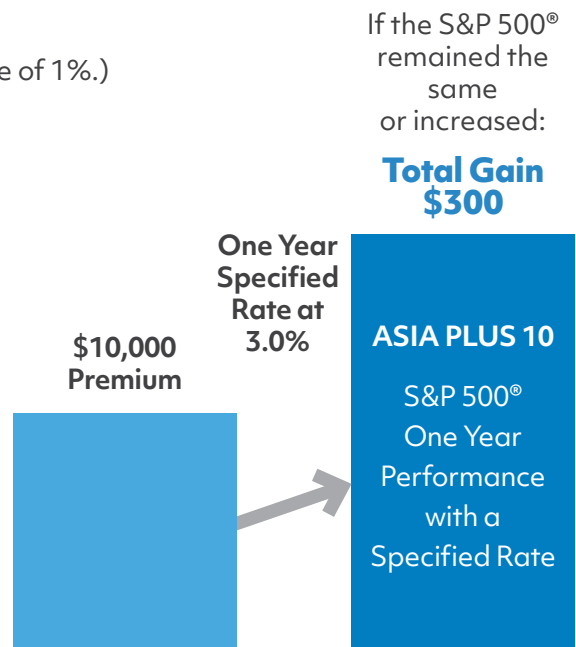 e of 1%.)
If the S&P 500®
remained the
same
or increased:
Total Gain
$300
One Year
Specified
Rate at
3.0%
$10,000
Premium
ASIA PLUS 10
S&P 500®
One Year
Performance
with a
Specified Rate